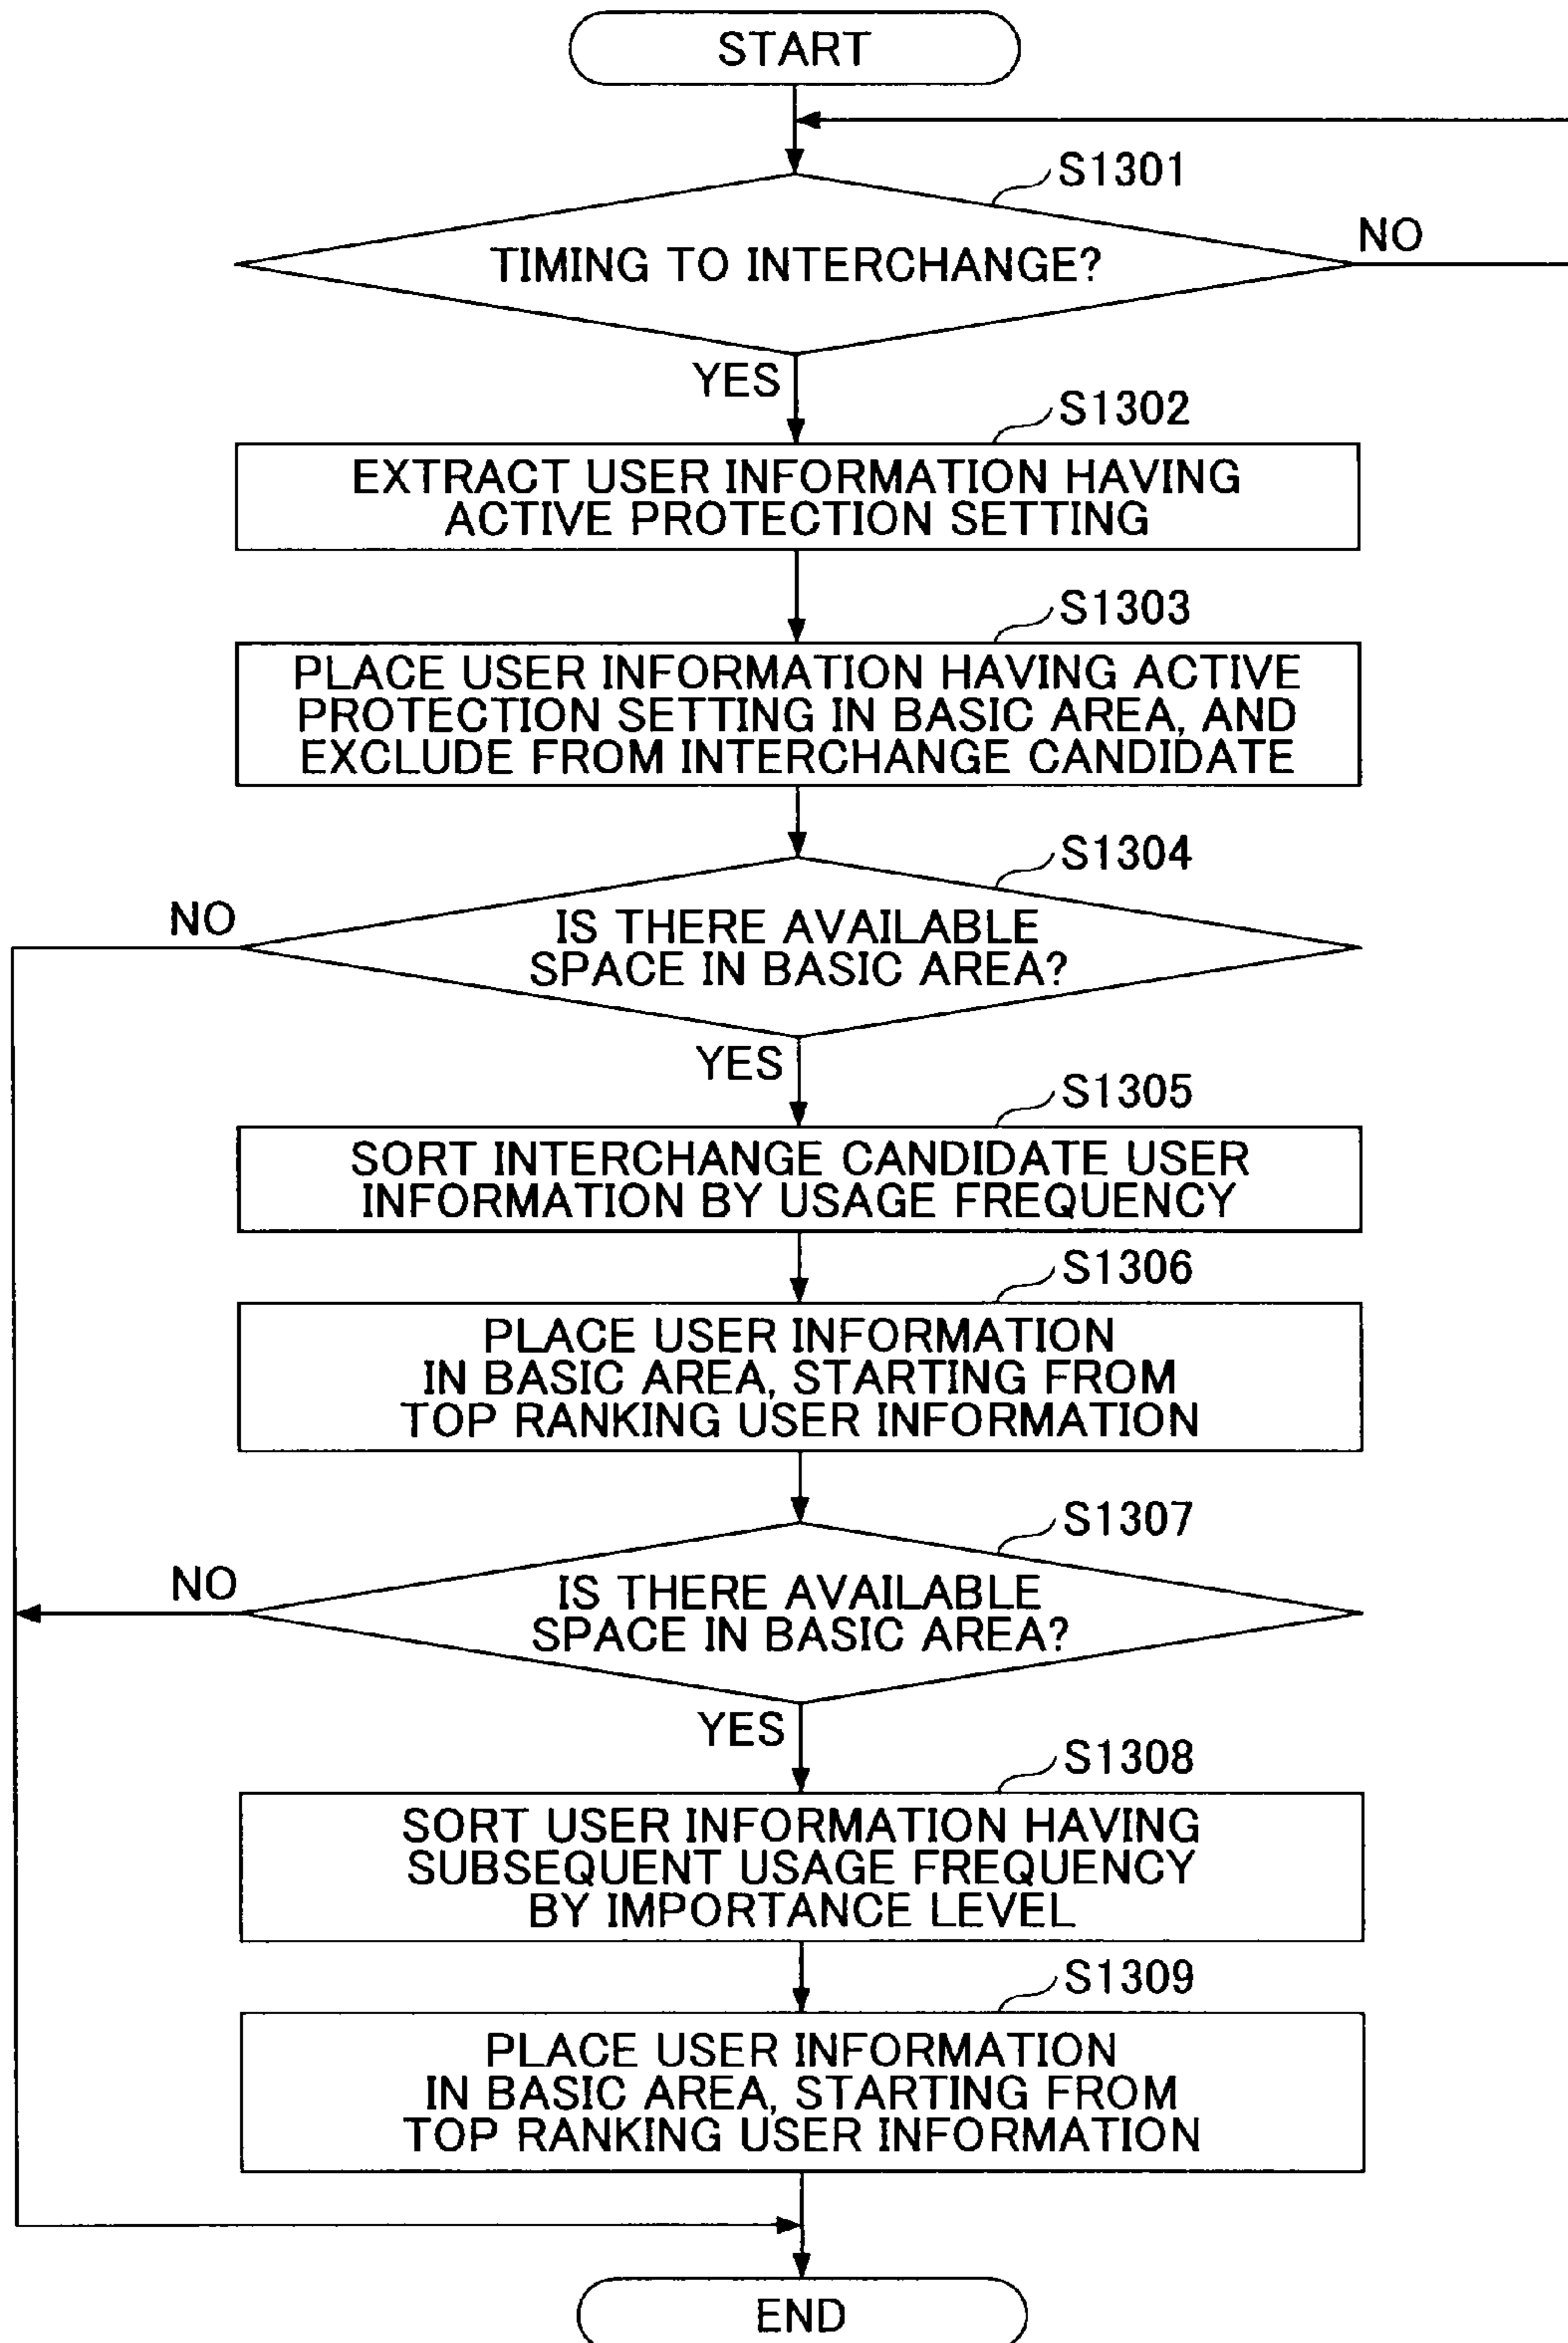 START
S1301
TIMING TO INTERCHANGE?
NO
YES
S1302
EXTRACT USER INFORMATION HAVING
ACTIVE PROTECTION SETTING
S1303
PLACE USER INFORMATION HAVING ACTIVE
PROTECTION SETTING IN BASIC AREA, AND
EXCLUDE FROM INTERCHANGE CANDIDATE
S1304
NO
IS THERE AVAILABLE
SPACE IN BASIC AREA?
YES
S1305
SORT INTERCHANGE CANDIDATE USER
INFORMATION BY USAGE FREQUENCY
S1306
PLACE USER INFORMATION
IN BASIC AREA, STARTING FROM
TOP RANKING USER INFORMATION
S1307
NO
IS THERE AVAILABLE
SPACE IN BASIC AREA?
YES
S1308
SORT USER INFORMATION HAVING
SUBSEQUENT USAGE FREQUENCY
BY IMPORTANCE LEVEL
S1309
PLACE USER INFORMATION
IN BASIC AREA, STARTING FROM
TOP RANKING USER INFORMATION
END